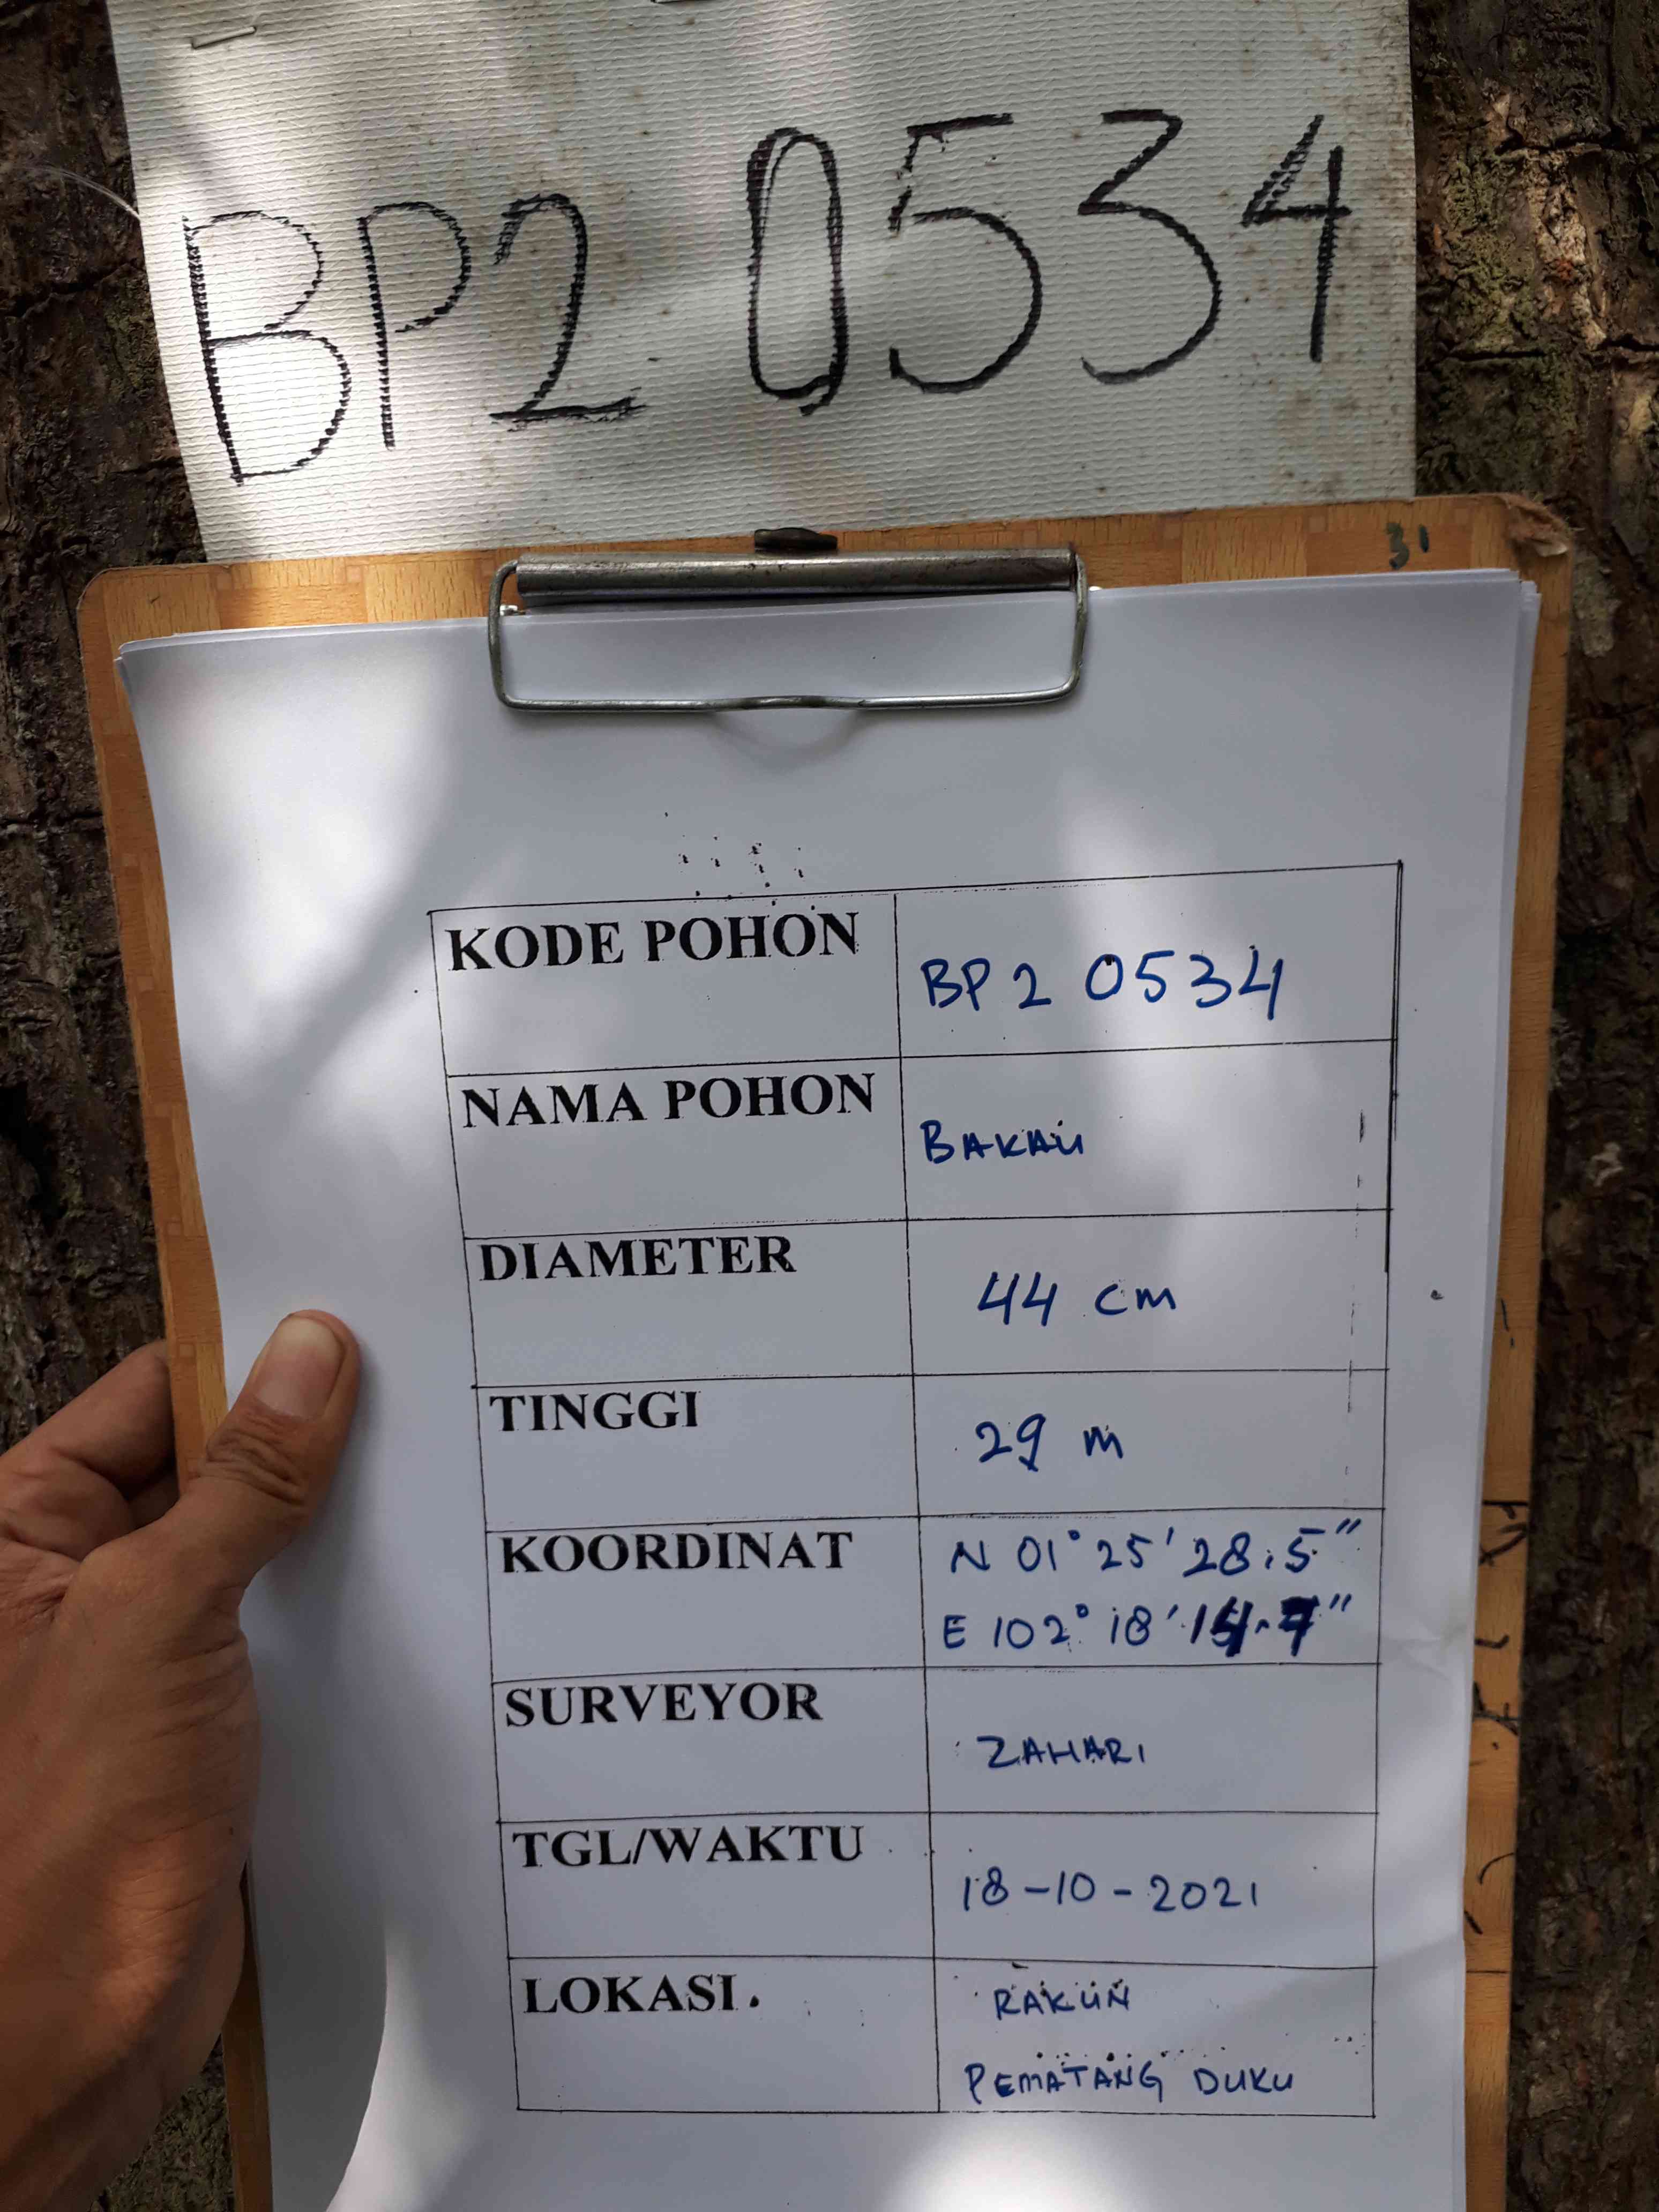 BP2 0534
31
KODE POHON
BP 2 0534
NAMA POHON
BAKAU
DIAMETER
44 cm
TINGGI
29 m
KOORDINAT
N 01° 25' 28.5"
E 102° 18' 14.7"
SURVEYOR
ZAHARI
TGL/WAKTU
18-10-2021
LOKASI.
RAKUN
PEMATANG DUKU